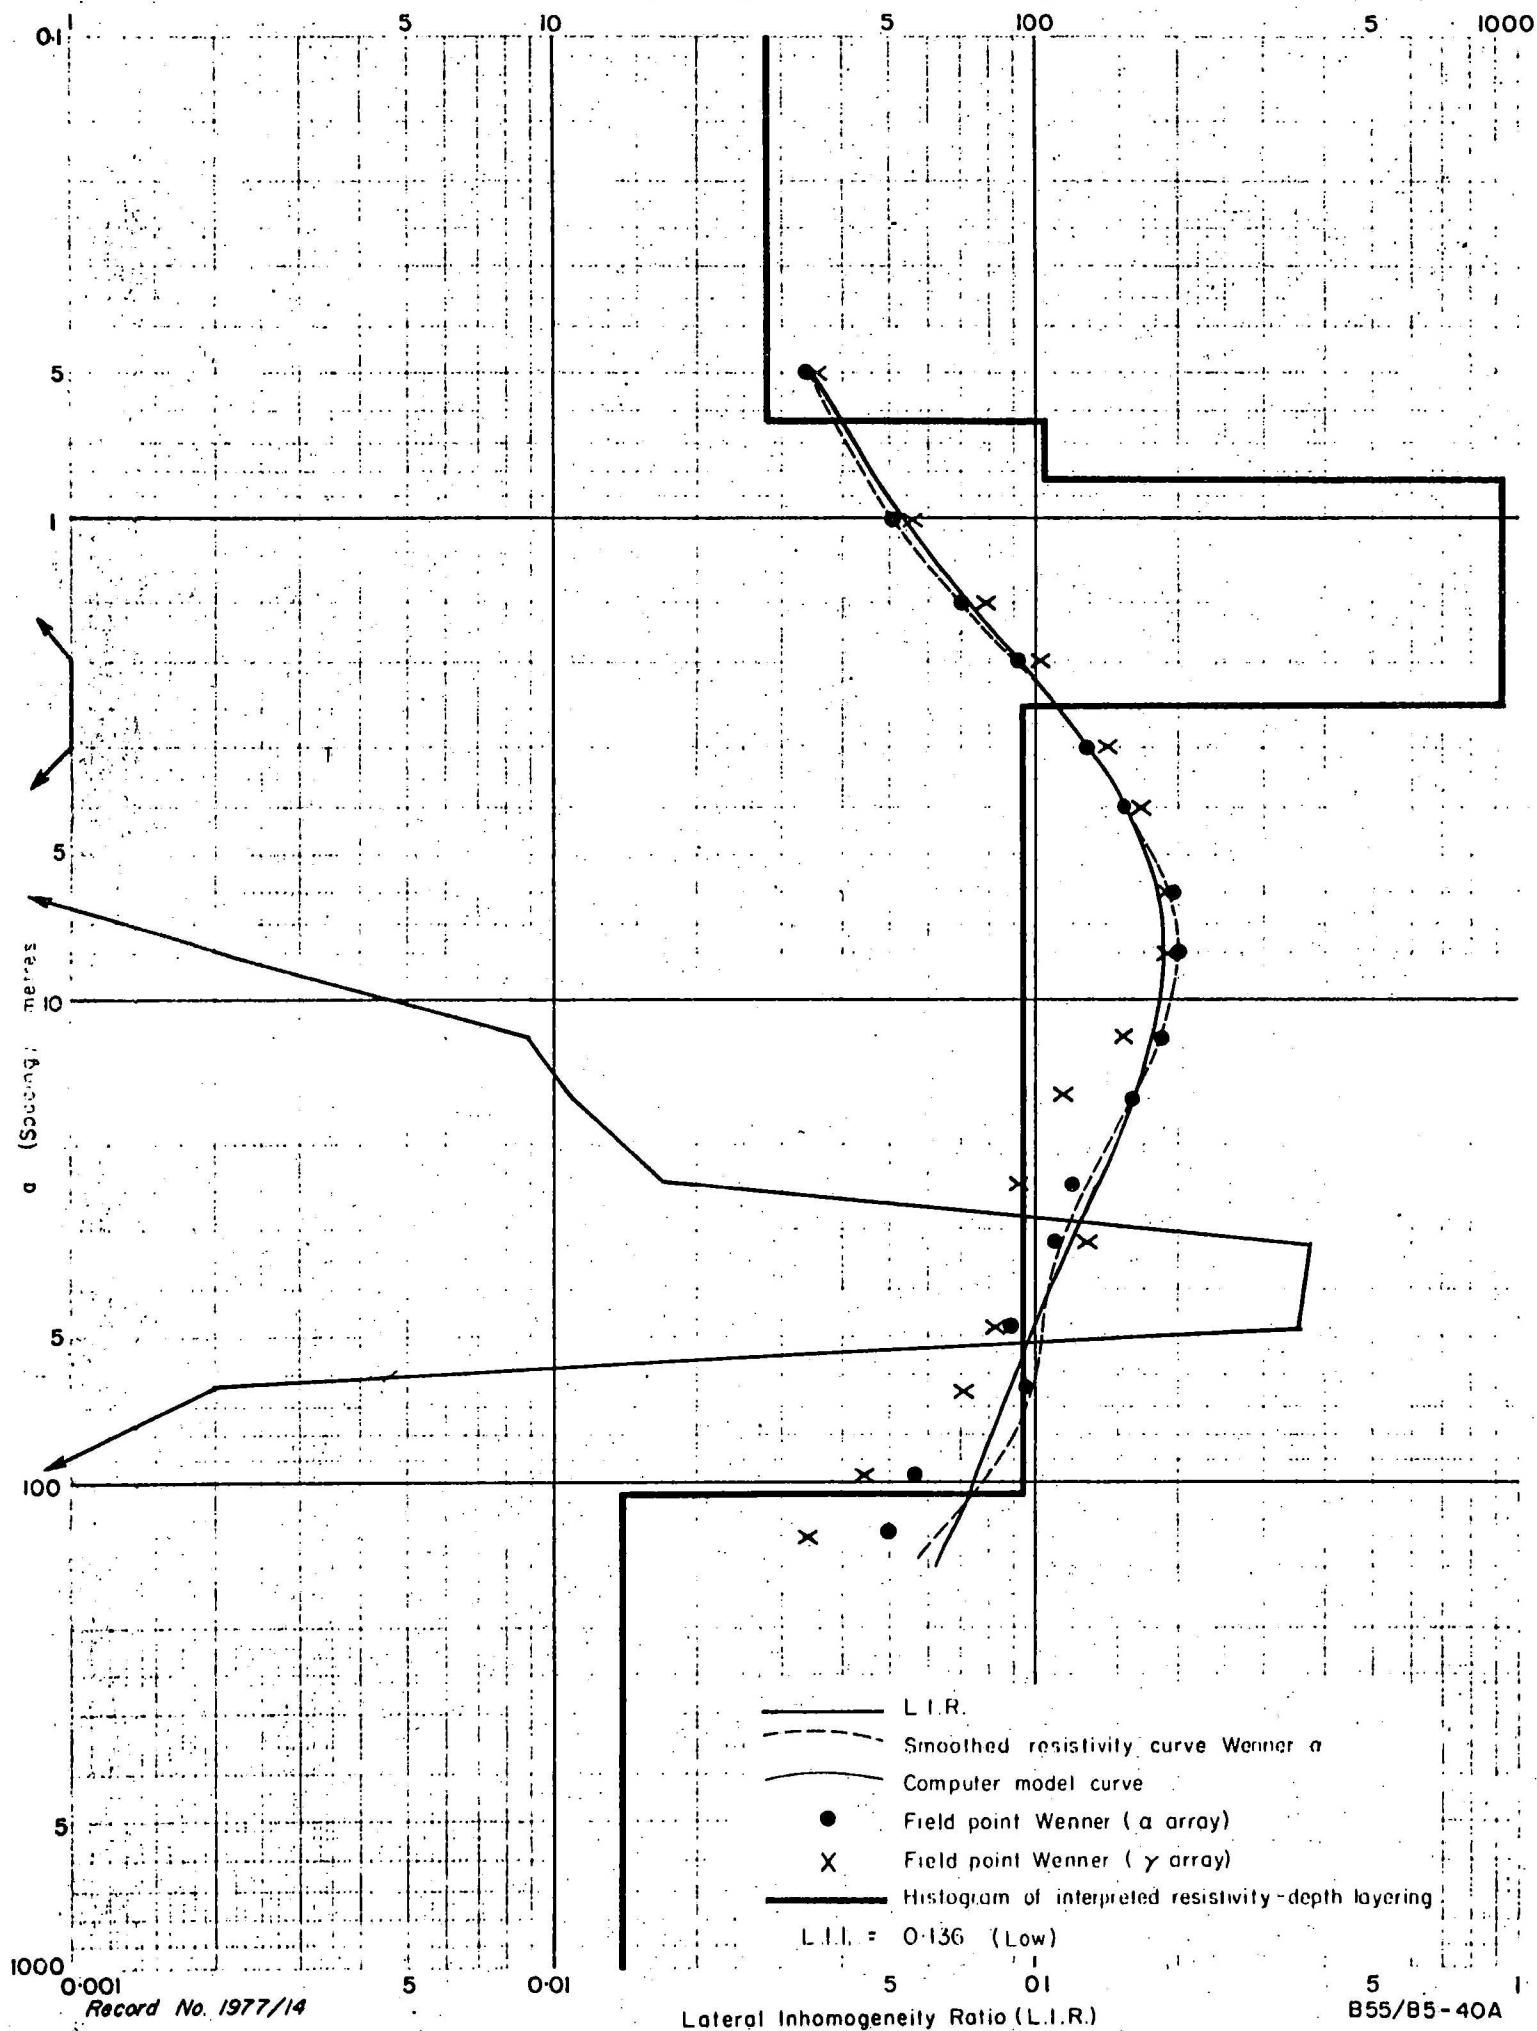 1 5 10 5 100 5 1000
0.1
5
1
5
10
5
100
5
1000
a (Spacing) metres
L.I.R.
Smoothed resistivity curve Wenner α
Computer model curve
Field point Wenner (α array)
Field point Wenner (γ array)
Histogram of interpreted resistivity-depth layering
L.I.I. = 0.136 (Low)
0.001 5 0.01 5 01 5 1
Lateral Inhomogeneity Ratio (L.I.R.)
Record No. 1977/14
B55/B5-40A